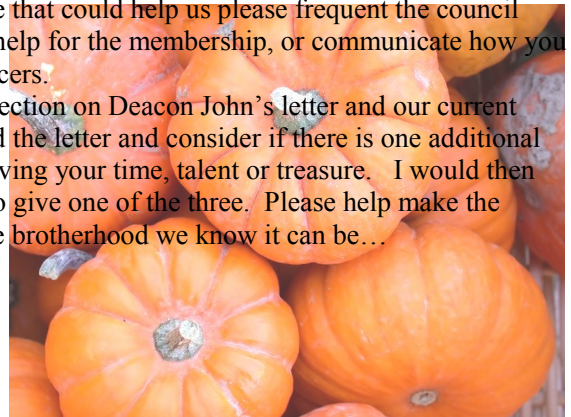 e that could help us please frequent the council
help for the membership, or communicate how you
cers.
ection on Deacon John’s letter and our current
d the letter and consider if there is one additional
ving your time, talent or treasure.   I would then
o give one of the three.  Please help make the
e brotherhood we know it can be…